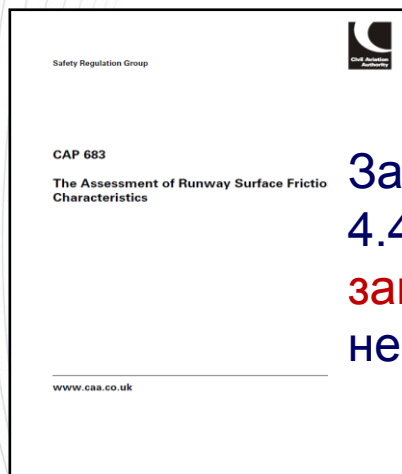 Safety Regulation Group
Civil Aviation
Authority
CAP 683
The Assessment of Runway Surface Frictio
Characteristics
За
4.4
за
не
www.caa.co.uk